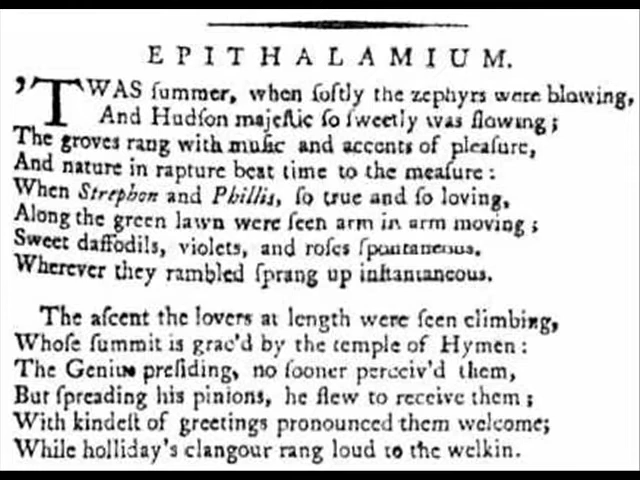 EPITHALAMIUM.
'TWAS ſummer, when ſoftly the zephyrs were blowing,
And Hudſon majeſtic ſo ſweetly was flowing;
The groves rang with muſic and accents of pleaſure,
And nature in rapture beat time to the meaſure:
When Strephon and Phillis, ſo true and ſo loving,
Along the green lawn were ſeen arm in arm moving;
Sweet daffodils, violets, and roſes ſpontaneous.
Wherever they rambled ſprang up inſtantaneous.
The aſcent the lovers at length were ſeen climbing,
Whoſe ſummit is grac'd by the temple of Hymen:
The Genius preſiding, no ſooner perceiv'd them,
But ſpreading his pinions, he flew to receive them;
With kindeſt of greetings pronounced them welcome;
While holliday's clangour rang loud to the welkin.